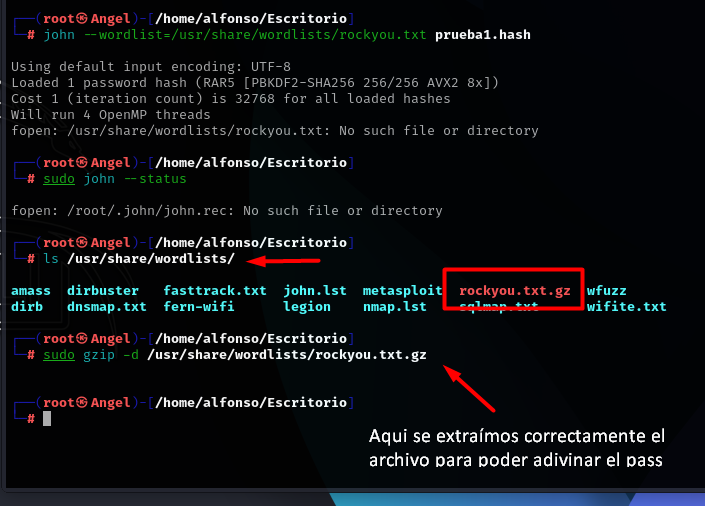 ┌──(root㉿Angel)-[/home/alfonso/Escritorio]
└─# john --wordlist=/usr/share/wordlists/rockyou.txt prueba1.hash
Using default input encoding: UTF-8
Loaded 1 password hash (RAR5 [PBKDF2-SHA256 256/256 AVX2 8x])
Cost 1 (iteration count) is 32768 for all loaded hashes
Will run 4 OpenMP threads
fopen: /usr/share/wordlists/rockyou.txt: No such file or directory
┌──(root㉿Angel)-[/home/alfonso/Escritorio]
└─# sudo john --status
fopen: /root/.john/john.rec: No such file or directory
┌──(root㉿Angel)-[/home/alfonso/Escritorio]
└─# ls /usr/share/wordlists/
amass dirbuster fasttrack.txt john.lst metasploit rockyou.txt.gz wfuzz
dirb dnsmap.txt fern-wifi legion nmap.lst sqlmap.txt wifite.txt
┌──(root㉿Angel)-[/home/alfonso/Escritorio]
└─# sudo gzip -d /usr/share/wordlists/rockyou.txt.gz
┌──(root㉿Angel)-[/home/alfonso/Escritorio]
└─#
Aqui se extraímos correctamente el
archivo para poder adivinar el pass